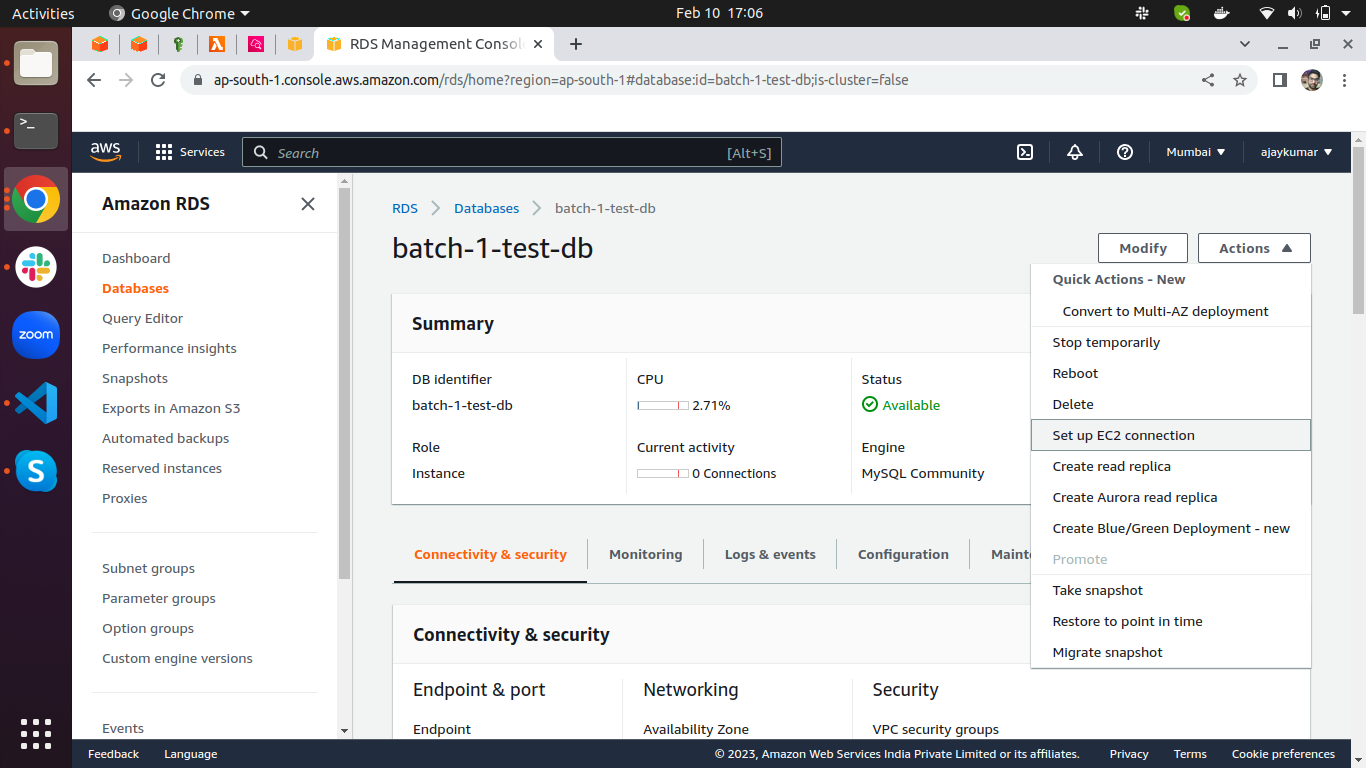 Activities
Google Chrome
Feb 10 17:06
RDS Management Conso
ap-south-1.console.aws.amazon.com/rds/home?region=ap-south-1#database:id=batch-1-test-db;is-cluster=false
aws
Services
Search
[Alt+S]
Mumbai
ajaykumar
zoom
Amazon RDS
Dashboard
Databases
Query Editor
Performance insights
Snapshots
Exports in Amazon S3
Automated backups
Reserved instances
Proxies
Subnet groups
Parameter groups
Option groups
Custom engine versions
Events
RDS
Databases
batch-1-test-db
batch-1-test-db
Modify
Actions
Quick Actions - New
Convert to Multi-AZ deployment
Stop temporarily
Reboot
Delete
Set up EC2 connection
Create read replica
Create Aurora read replica
Create Blue/Green Deployment - new
Promote
Take snapshot
Restore to point in time
Migrate snapshot
Summary
DB identifier
batch-1-test-db
CPU
2.71%
Status
Available
Role
Instance
Current activity
0 Connections
Engine
MySQL Community
Connectivity & security
Monitoring
Logs & events
Configuration
Maint
Connectivity & security
Endpoint & port
Networking
Security
Endpoint
Availability Zone
VPC security groups
Feedback
Language
© 2023, Amazon Web Services India Private Limited or its affiliates.
Privacy
Terms
Cookie preferences